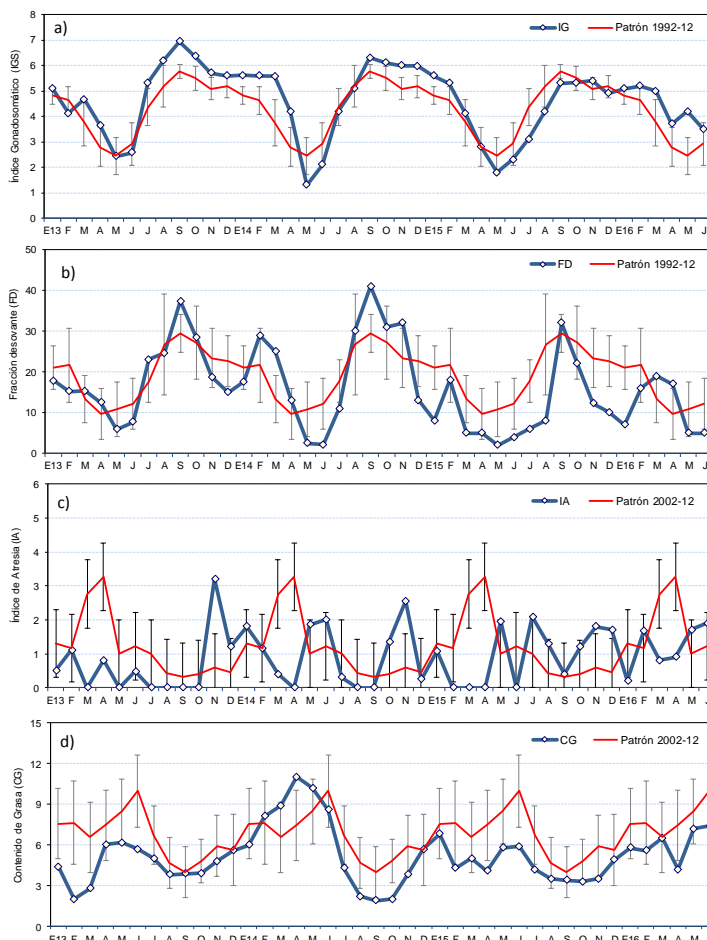 a)
IG
Patrón 1992-12
Índice Gonadosomático (IGS)
8
7
6
5
4
3
2
1
0
E13 F M A M J J A S O N D E14 F M A M J J A S O N D E15 F M A M J J A S O N D E16 F M A M J
b)
FD
Patrón 1992-12
Fracción desovante (FD)
50
40
30
20
10
0
E13 F M A M J J A S O N D E14 F M A M J J A S O N D E15 F M A M J J A S O N D E16 F M A M J
c)
IA
Patrón 2002-12
Índice de Atresia (IA)
6
5
4
3
2
1
0
E13 F M A M J J A S O N D E14 F M A M J J A S O N D E15 F M A M J J A S O N D E16 F M A M J
d)
CG
Patrón 2002-12
Contenido de Grasa (CG)
15
12
9
6
3
0